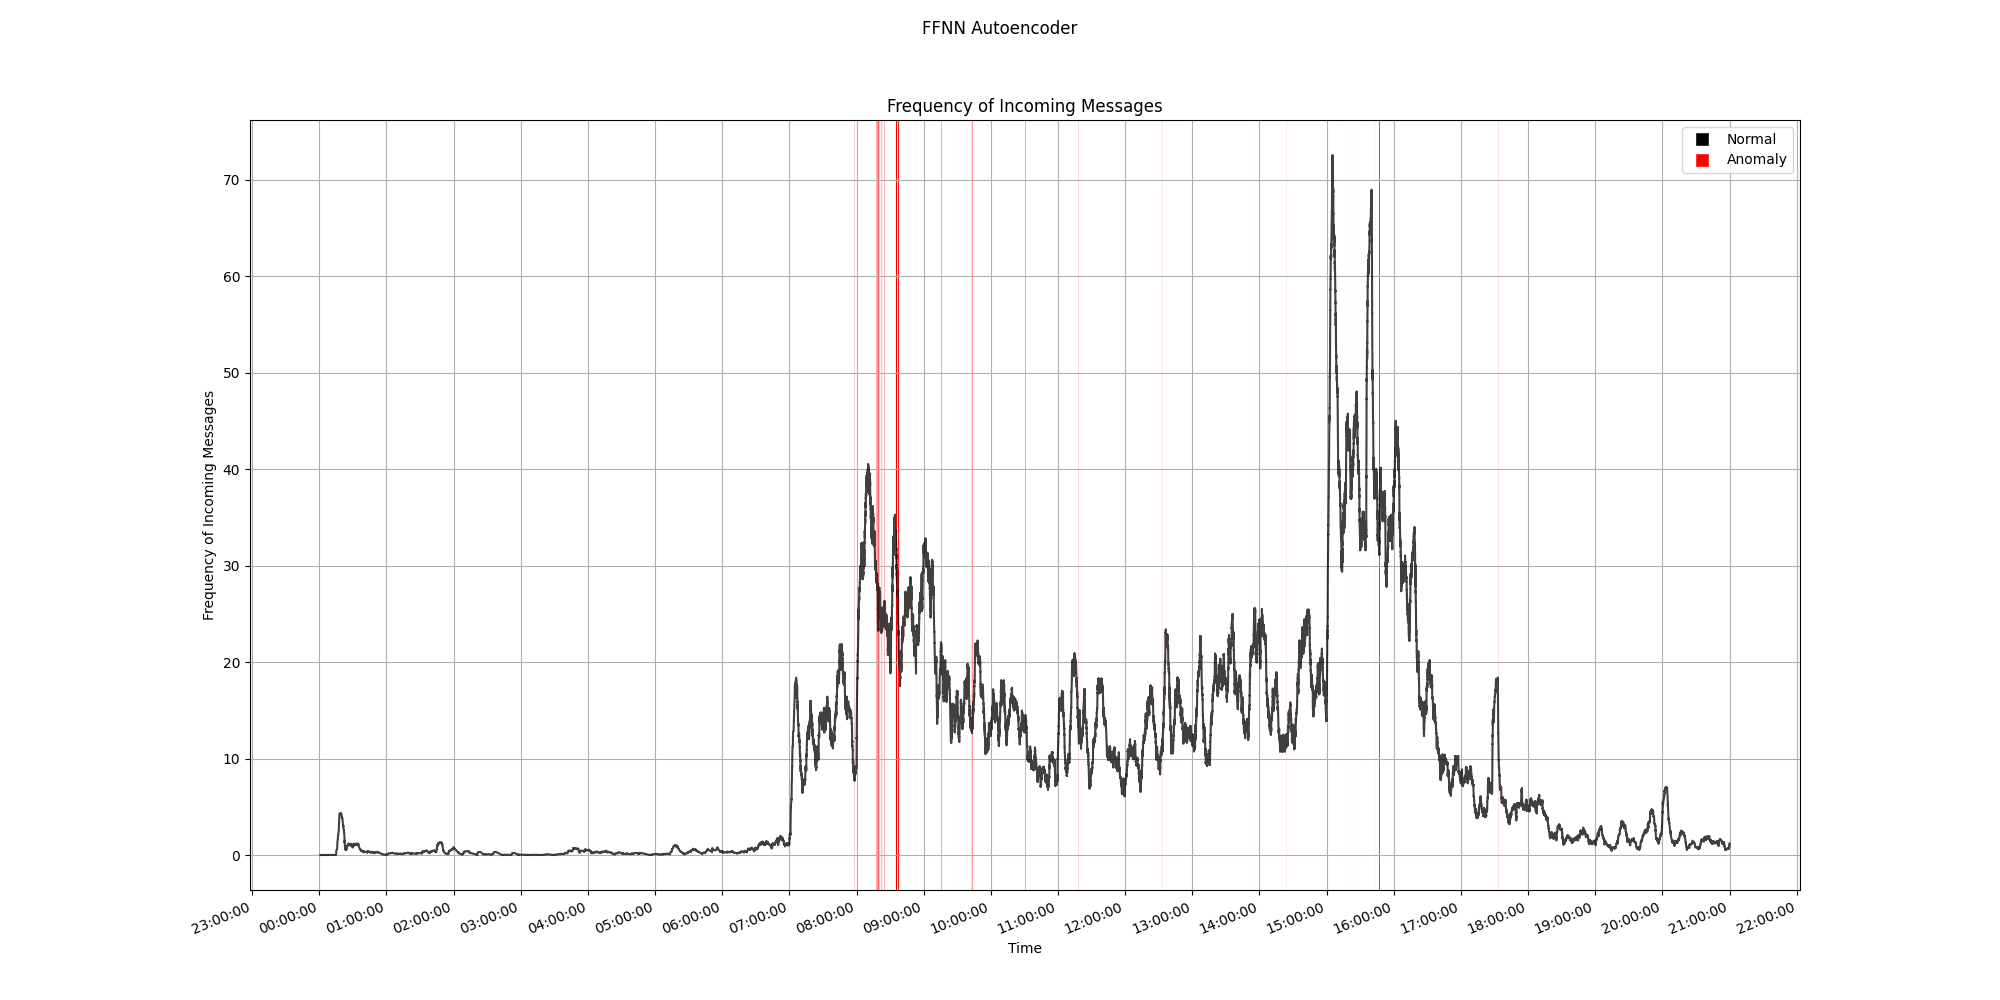 FFNN Autoencoder
Frequency of Incoming Messages
Normal
Anomaly
Frequency of Incoming Messages
70
60
50
40
30
20
10
0
23:00:00 00:00:00 01:00:00 02:00:00 03:00:00 04:00:00 05:00:00 06:00:00 07:00:00 08:00:00 09:00:00 10:00:00 11:00:00 12:00:00 13:00:00 14:00:00 15:00:00 16:00:00 17:00:00 18:00:00 19:00:00 20:00:00 21:00:00 22:00:00
Time